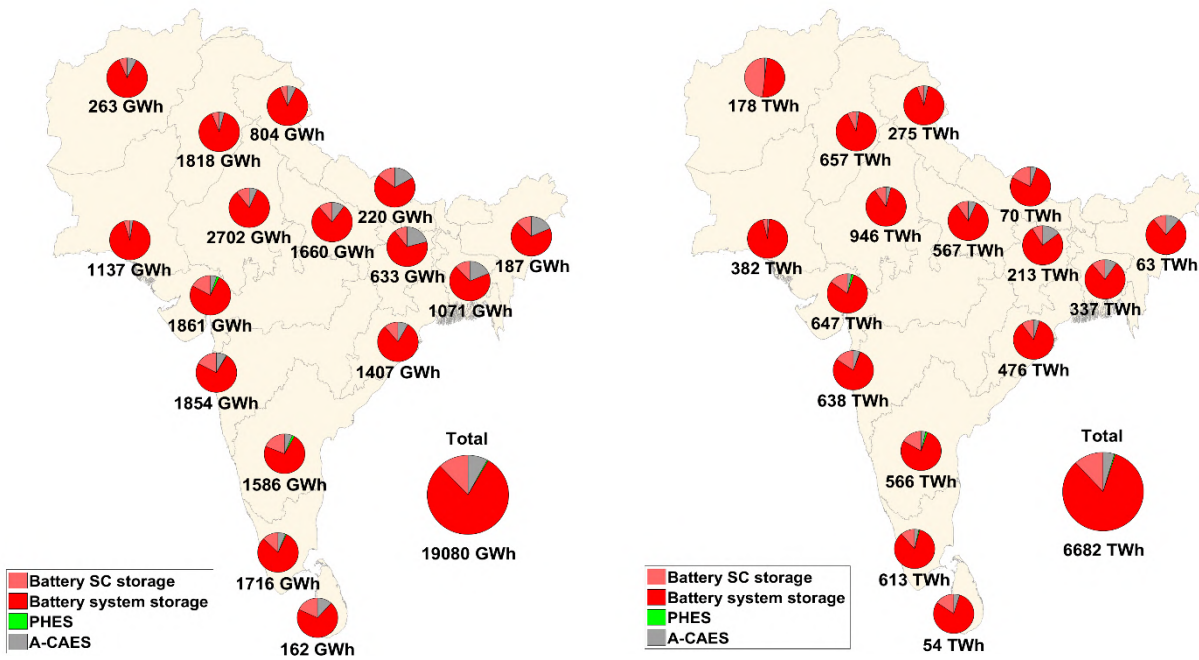 263 GWh
804 GWh
1818 GWh
220 GWh
2702 GWh
1660 GWh
187 GWh
633 GWh
1137 GWh
1071 GWh
1861 GWh
1407 GWh
1854 GWh
Total
1586 GWh
19080 GWh
1716 GWh
162 GWh
Battery SC storage
Battery system storage
PHES
A-CAES
178 TWh
275 TWh
657 TWh
70 TWh
946 TWh
567 TWh
63 TWh
213 TWh
382 TWh
337 TWh
647 TWh
476 TWh
638 TWh
Total
566 TWh
6682 TWh
613 TWh
54 TWh
Battery SC storage
Battery system storage
PHES
A-CAES